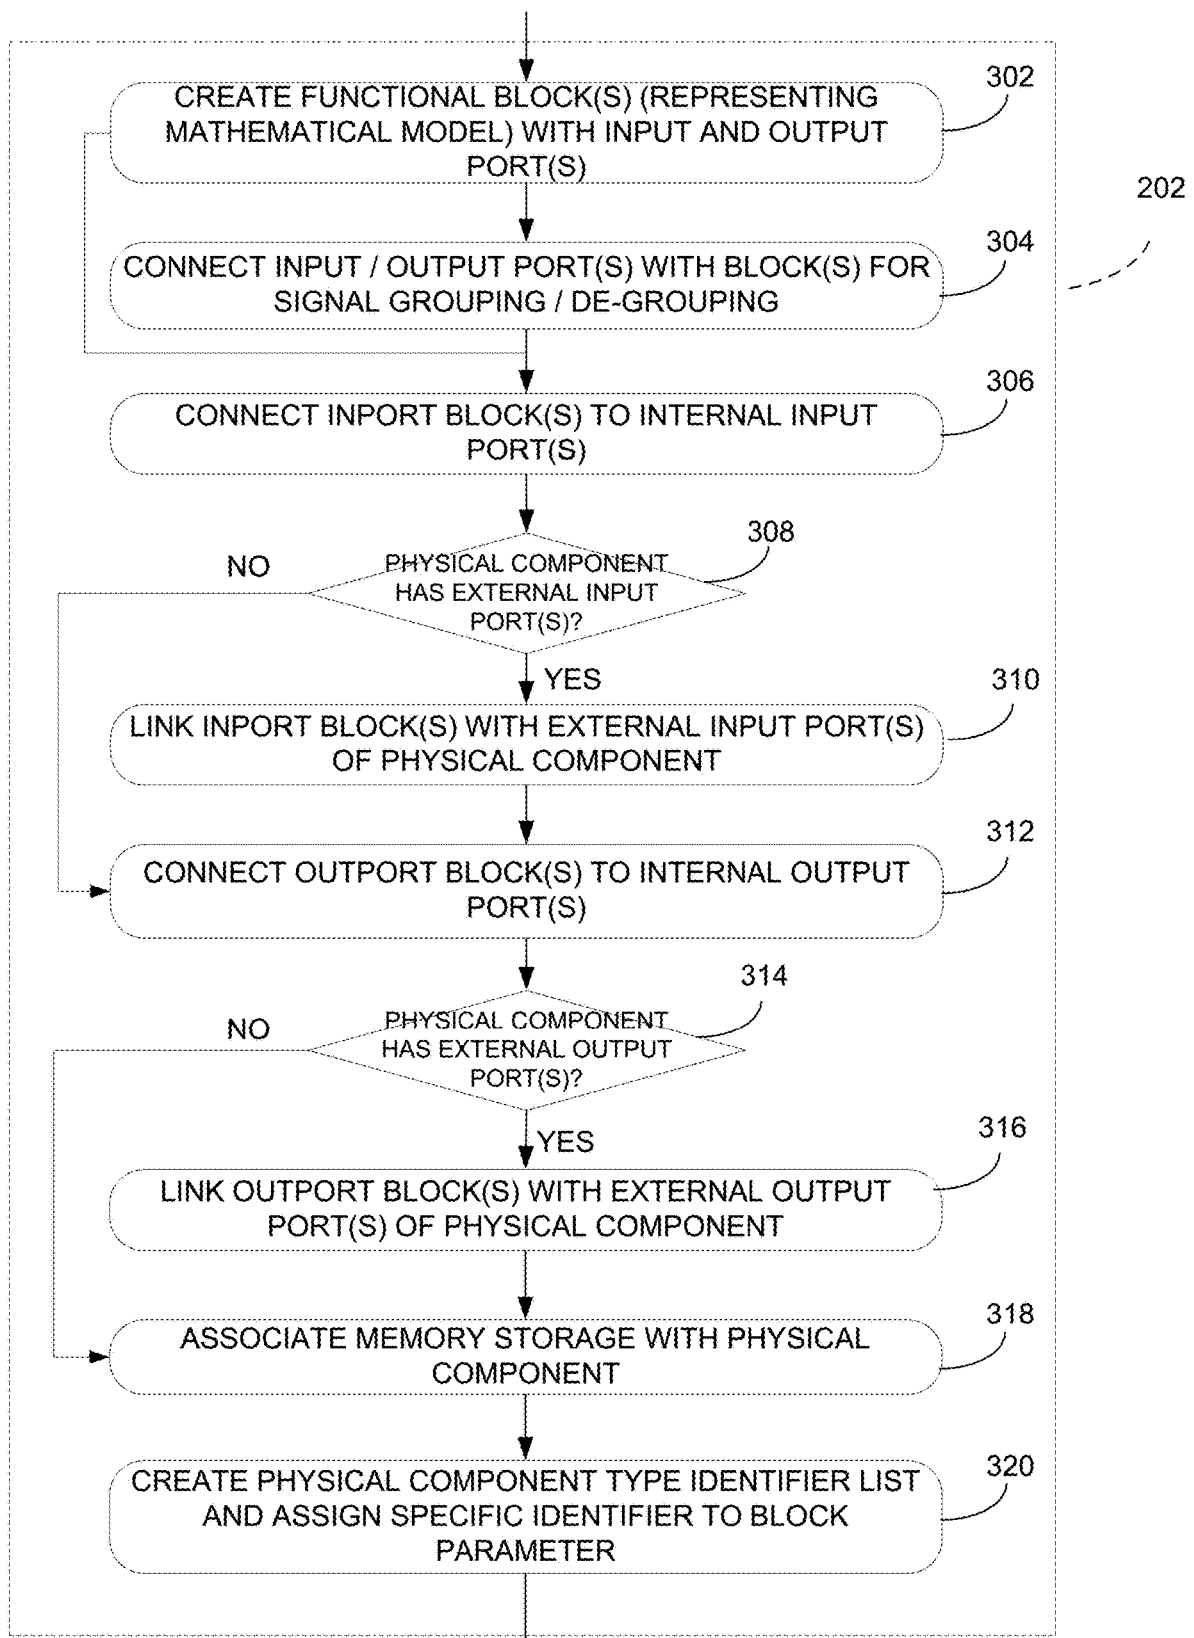 302
CREATE FUNCTIONAL BLOCK(S) (REPRESENTING
MATHEMATICAL MODEL) WITH INPUT AND OUTPUT
PORT(S)
202
304
CONNECT INPUT / OUTPUT PORT(S) WITH BLOCK(S) FOR
SIGNAL GROUPING / DE-GROUPING
306
CONNECT INPORT BLOCK(S) TO INTERNAL INPUT
PORT(S)
308
NO
PHYSICAL COMPONENT
HAS EXTERNAL INPUT
PORT(S)?
YES
310
LINK INPORT BLOCK(S) WITH EXTERNAL INPUT PORT(S)
OF PHYSICAL COMPONENT
312
CONNECT OUTPORT BLOCK(S) TO INTERNAL OUTPUT
PORT(S)
314
NO
PHYSICAL COMPONENT
HAS EXTERNAL OUTPUT
PORT(S)?
YES
316
LINK OUTPORT BLOCK(S) WITH EXTERNAL OUTPUT
PORT(S) OF PHYSICAL COMPONENT
318
ASSOCIATE MEMORY STORAGE WITH PHYSICAL
COMPONENT
320
CREATE PHYSICAL COMPONENT TYPE IDENTIFIER LIST
AND ASSIGN SPECIFIC IDENTIFIER TO BLOCK
PARAMETER